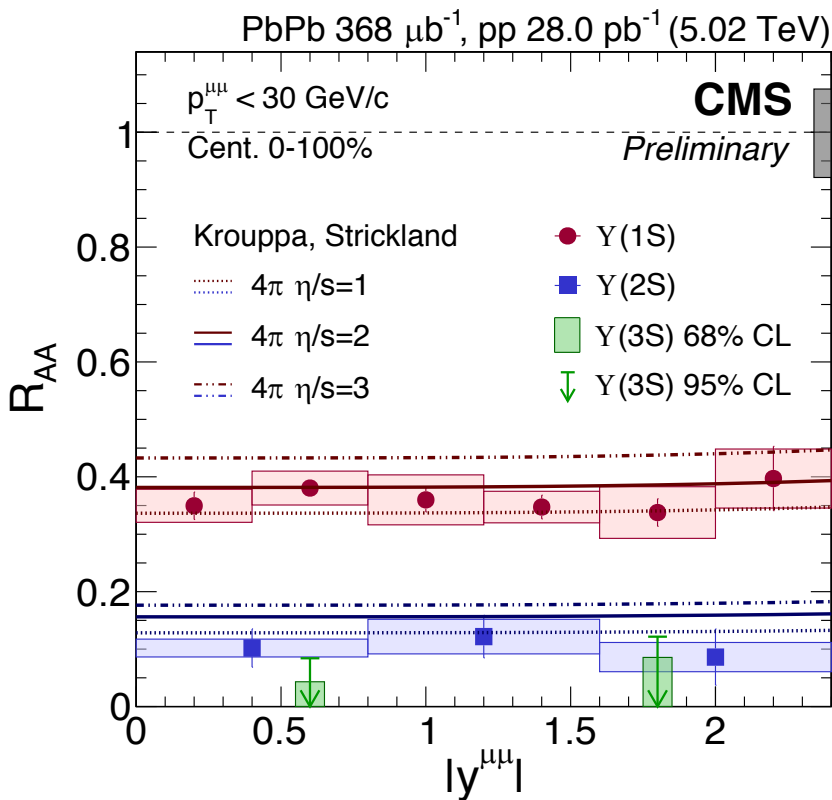 PbPb 368 μb⁻¹, pp 28.0 pb⁻¹ (5.02 TeV)
p_T^μμ < 30 GeV/c
CMS
Cent. 0-100%
Preliminary
Krouppa, Strickland
4π η/s=1
4π η/s=2
4π η/s=3
ϒ(1S)
ϒ(2S)
ϒ(3S) 68% CL
ϒ(3S) 95% CL
R_AA
1
0.8
0.6
0.4
0.2
0
0 0.5 1 1.5 2
|y^μμ|